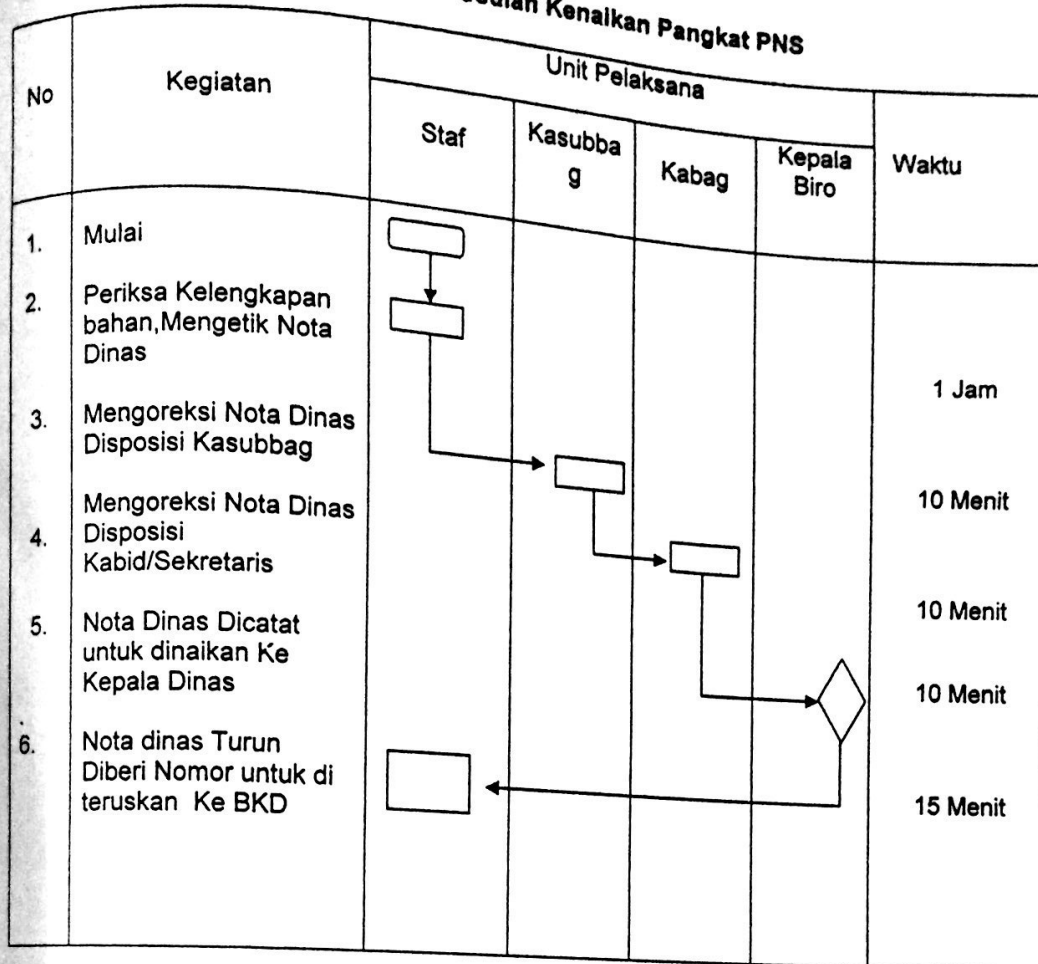 Kenaikan Pangkat PNS
No
Kegiatan
Unit Pelaksana
Waktu
Staf
Kasubba
g
Kabag
Kepala
Biro
1.
Mulai
2.
Periksa Kelengkapan
bahan,Mengetik Nota
Dinas
1 Jam
3.
Mengoreksi Nota Dinas
Disposisi Kasubbag
10 Menit
4.
Mengoreksi Nota Dinas
Disposisi
Kabid/Sekretaris
10 Menit
5.
Nota Dinas Dicatat
untuk dinaikan Ke
Kepala Dinas
10 Menit
6.
Nota dinas Turun
Diberi Nomor untuk di
teruskan Ke BKD
15 Menit